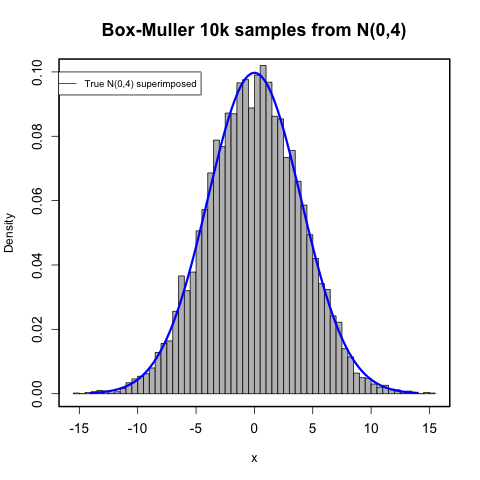 Box-Muller 10k samples from N(0,4)
True N(0,4) superimposed
Density
0.10
0.08
0.06
0.04
0.02
0.00
-15 -10 -5 0 5 10 15
x